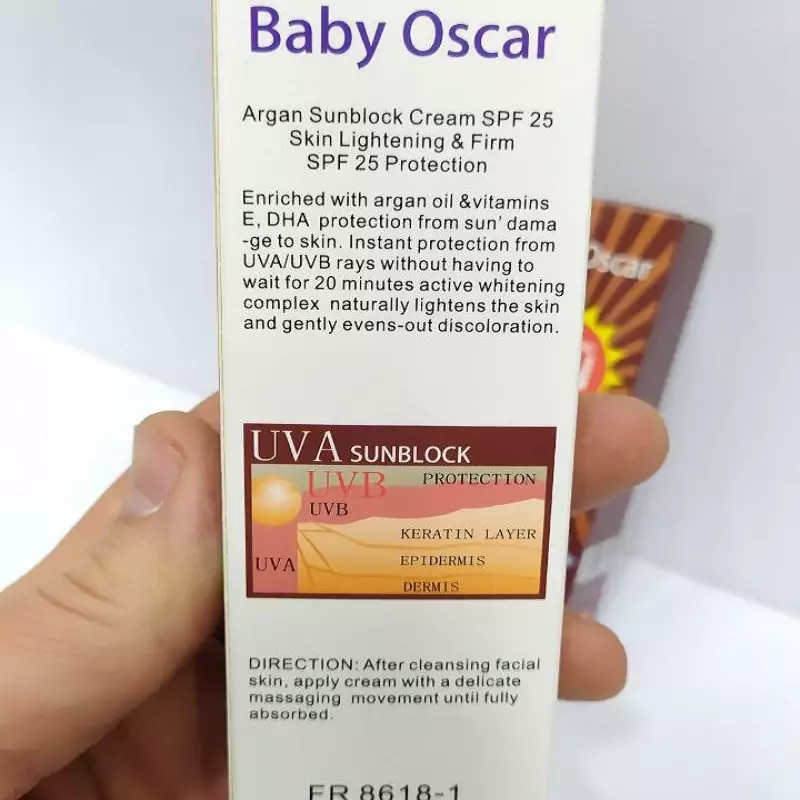 Baby Oscar
Argan Sunblock Cream SPF 25
Skin Lightening & Firm
SPF 25 Protection
Enriched with argan oil &vitamins
E, DHA protection from sun' dama
-ge to skin. Instant protection from
UVA/UVB rays without having to
wait for 20 minutes active whitening
complex naturally lightens the skin
and gently evens-out discoloration.
Oscar
UVA SUNBLOCK
UVB PROTECTION
UVB
KERATIN LAYER
UVA EPIDERMIS
DERMIS
DIRECTION: After cleansing facial
skin, apply cream with a delicate
massaging movement until fully
absorbed.
FR 8618-1